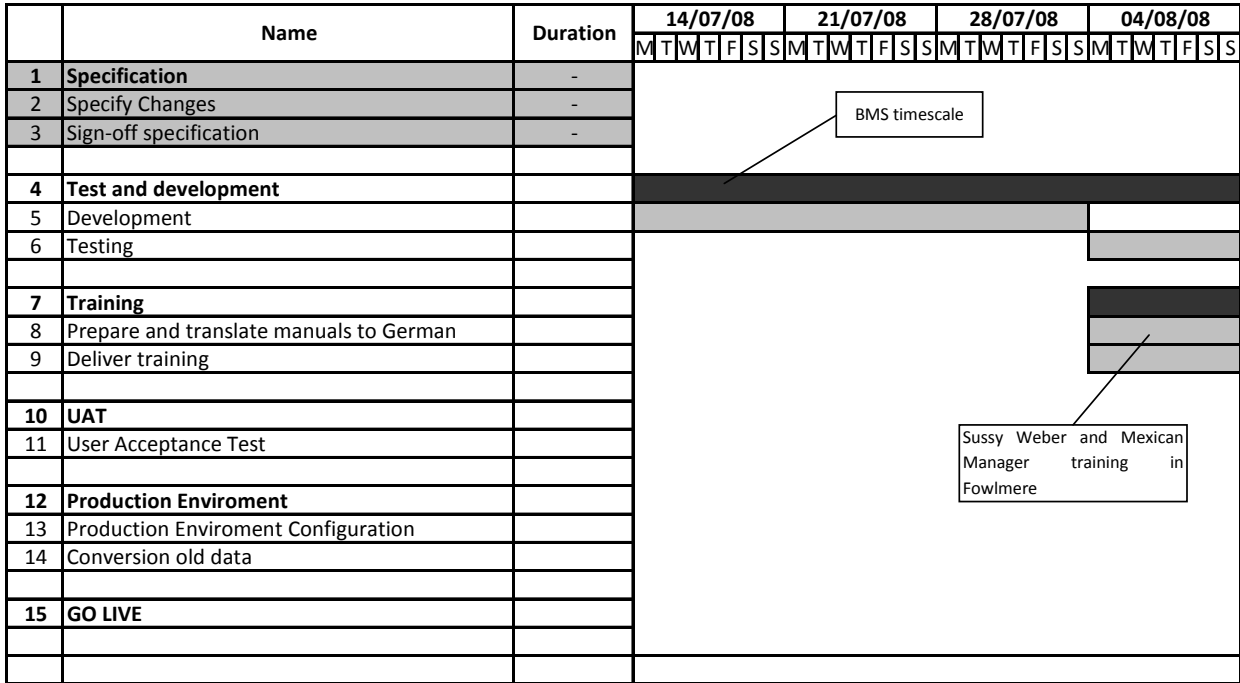 Name Duration 14/07/08 21/07/08 28/07/08 04/08/08
M T W T F S S M T W T F S S M T W T F S S M T W T F S S
1 Specification -
2 Specify Changes -
3 Sign-off specification -
BMS timescale
4 Test and development
5 Development
6 Testing
7 Training
8 Prepare and translate manuals to German
9 Deliver training
10 UAT
11 User Acceptance Test
Sussy Weber and Mexican
Manager training in
Fowlmere
12 Production Enviroment
13 Production Enviroment Configuration
14 Conversion old data
15 GO LIVE